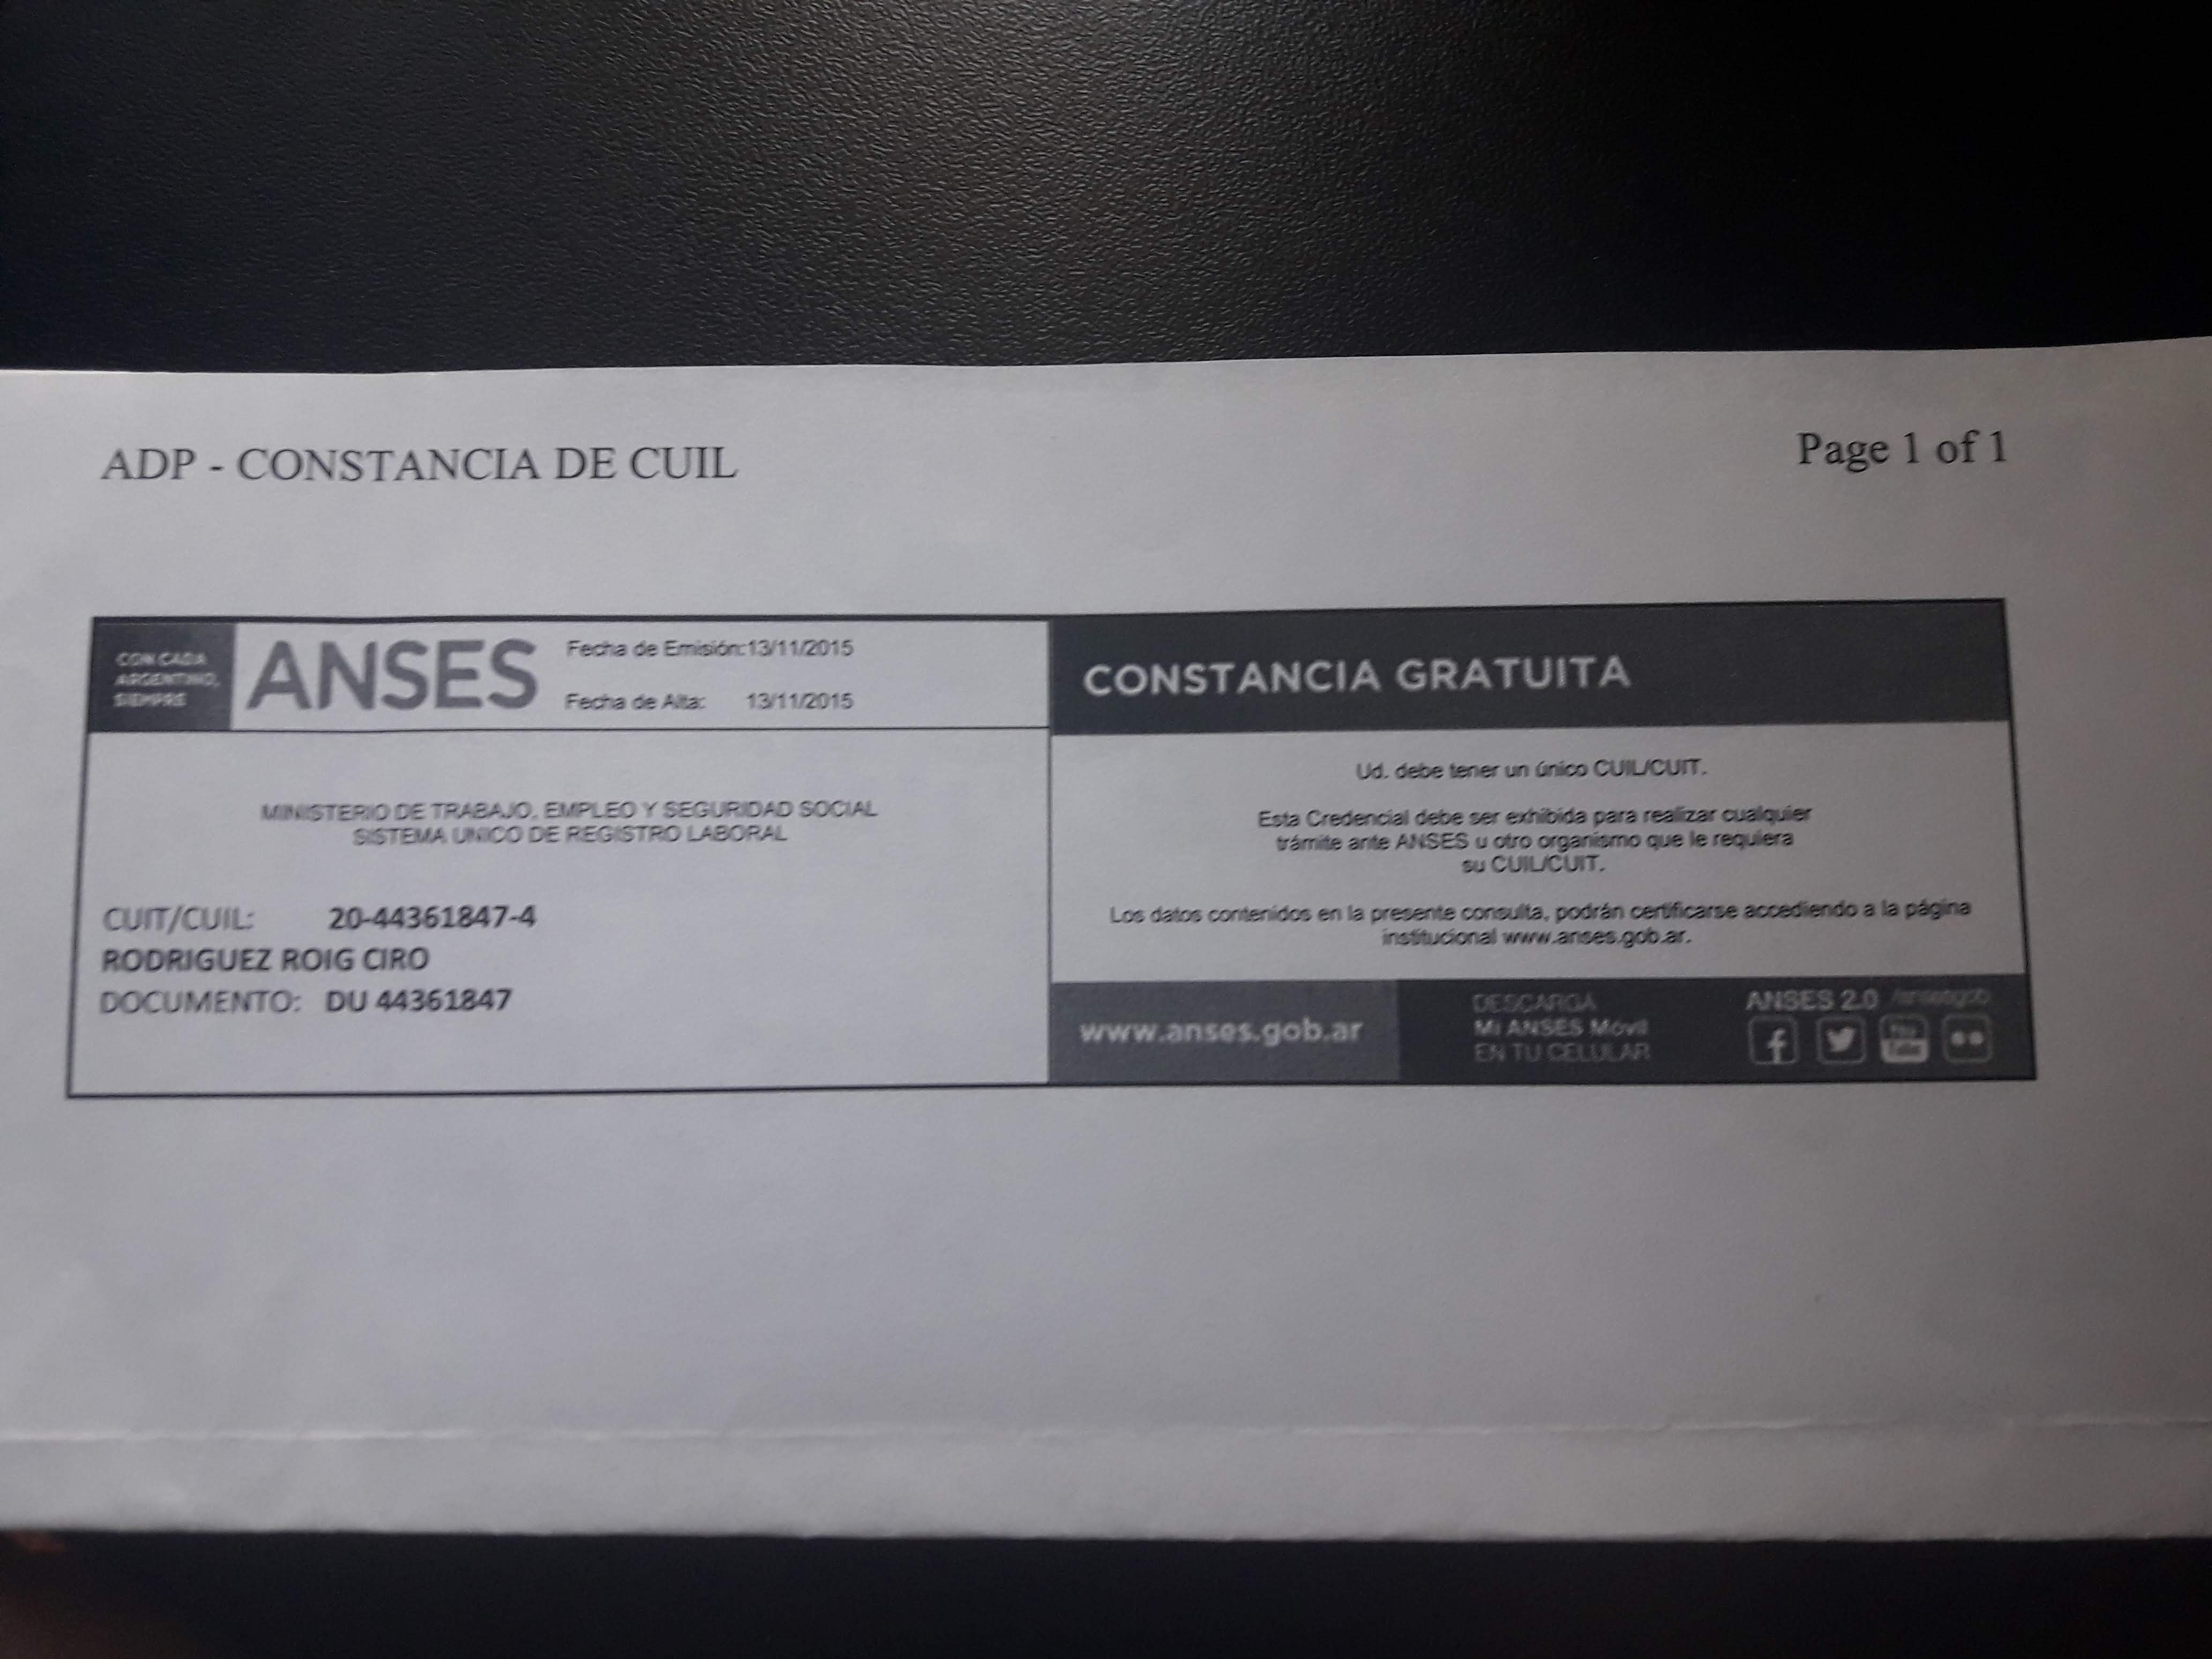 ADP - CONSTANCIA DE CUIL
Page 1 of 1
CON CADA
ARGENTINO,
SIEMPRE
ANSES
Fecha de Emisión:13/11/2015
Fecha de Alta: 13/11/2015
MINISTERIO DE TRABAJO, EMPLEO Y SEGURIDAD SOCIAL
SISTEMA UNICO DE REGISTRO LABORAL
CUIT/CUIL: 20-44361847-4
RODRIGUEZ ROIG CIRO
DOCUMENTO: DU 44361847
CONSTANCIA GRATUITA
Ud. debe tener un único CUIL/CUIT.
Esta Credencial debe ser exhibida para realizar cualquier
trámite ante ANSES u otro organismo que le requiera
su CUIL/CUIT.
Los datos contenidos en la presente consulta, podrán certificarse accediendo a la página
institucional www.anses.gob.ar.
www.anses.gob.ar
DESCARGA
Mi ANSES Móvil
EN TU CELULAR
ANSES 2.0 /ansesgob
You
Tube